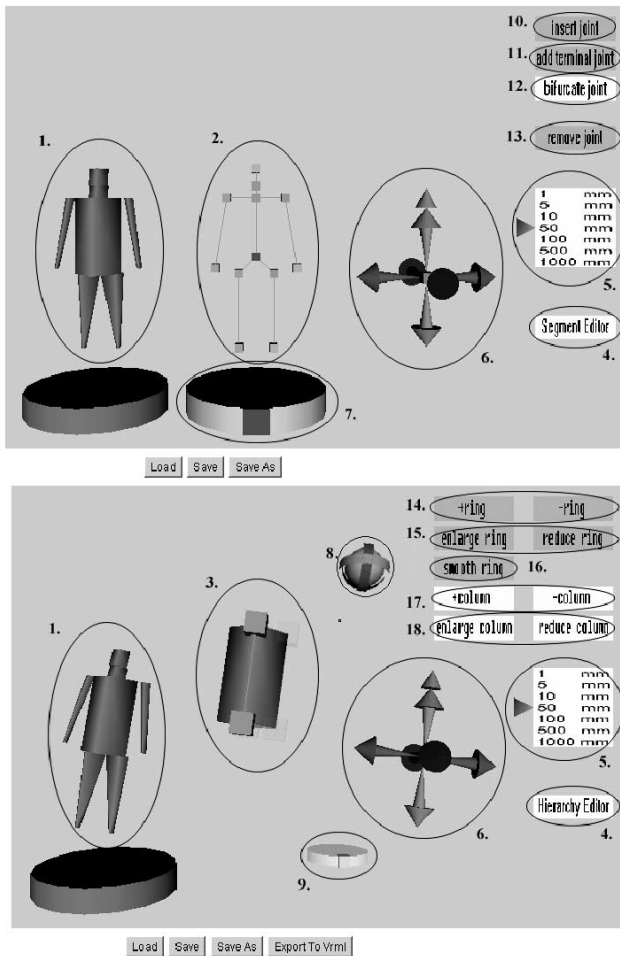 10. insert joint
11. add terminal joint
12. bifurcate joint
13. remove joint
1.
2.
1 mm
5 mm
10 mm
50 mm
100 mm
500 mm
1000 mm
5.
Segment Editor
4.
6.
7.
Load Save Save As
14. +ring -ring
15. enlarge ring reduce ring
smooth ring 16.
8.
3.
17. +column -column
18. enlarge column reduce column
1.
1 mm
5 mm
10 mm
50 mm
100 mm
500 mm
1000 mm
5.
Hierarchy Editor
4.
6.
9.
Load Save Save As Export To Vrml